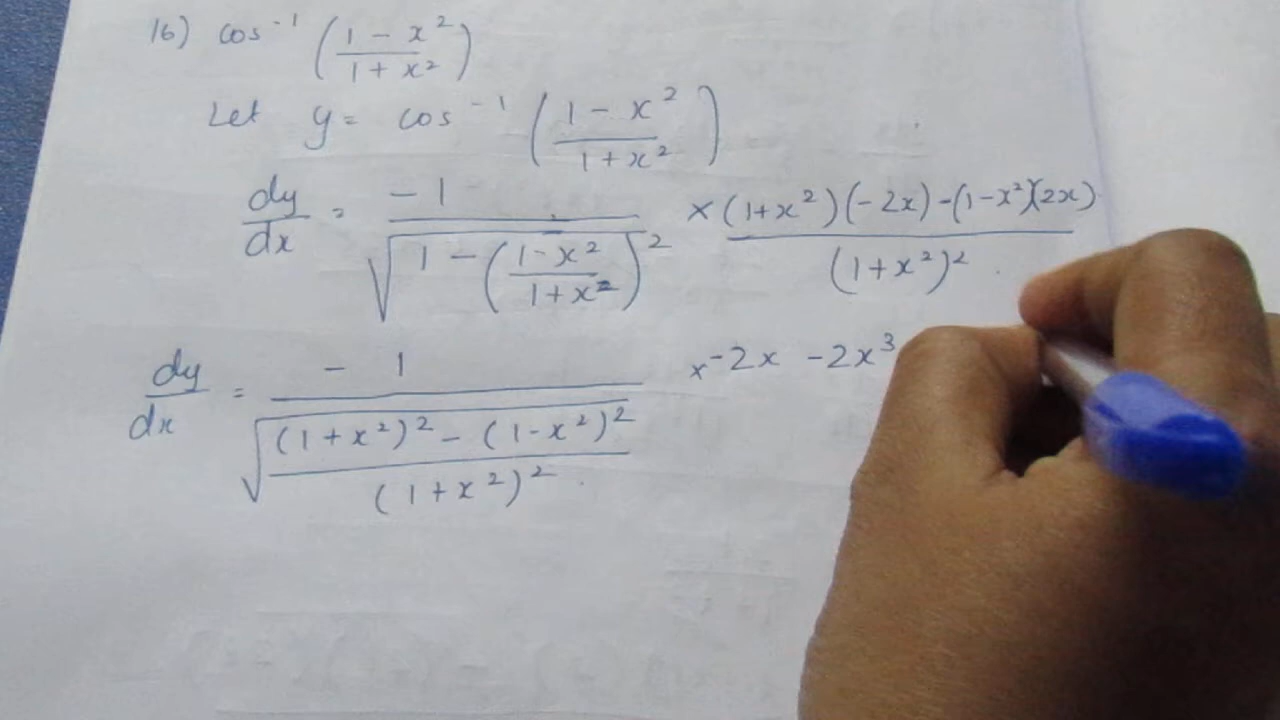 16) cos⁻¹ ((1 - x²)/(1 + x²))
Let y = cos⁻¹ ((1 - x²)/(1 + x²))
dy/dx = -1/√(1 - ((1 - x²)/(1 + x²))²) × ((1+x²)(-2x) - (1-x²)(2x))/(1+x²)²
dy/dx = -1/√(((1+x²)² - (1-x²)²)/(1+x²)²) × -2x -2x³